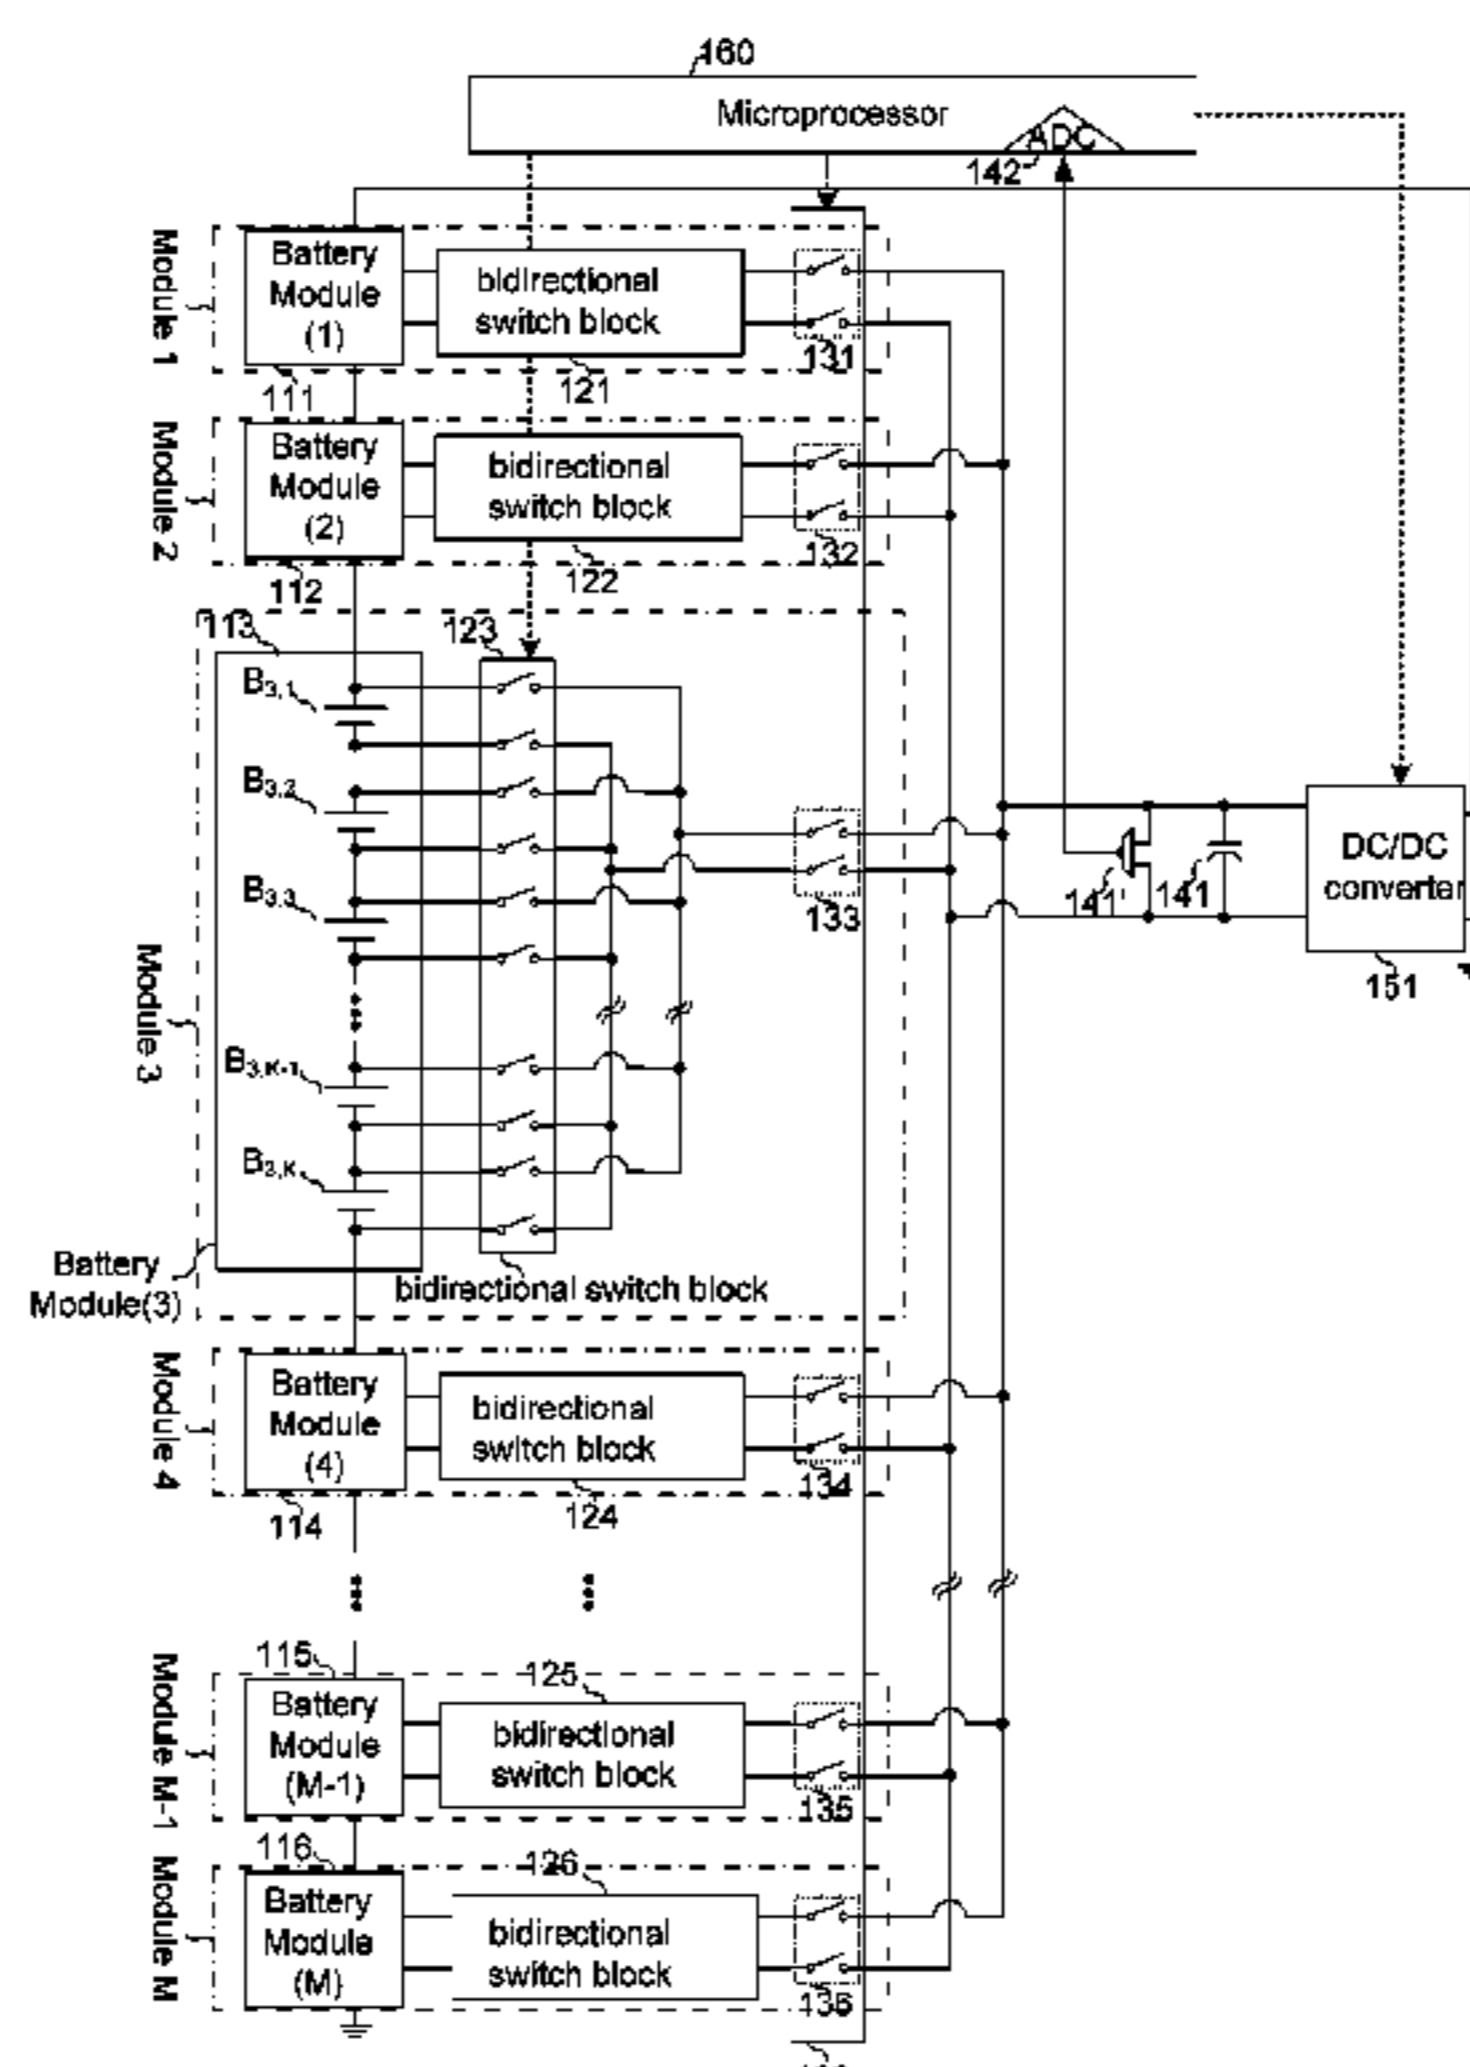 160
Microprocessor
ADC
142
Module 1
Battery
Module
(1)
111
bidirectional
switch block
121
131
Module 2
Battery
Module
(2)
112
bidirectional
switch block
122
132
113
123
B3,1
B3,2
B3,3
B3,K-1
B3,K
Module 3
133
141'
141
DC/DC
converter
151
Battery
Module(3)
bidirectional switch block
Module 4
Battery
Module
(4)
114
bidirectional
switch block
124
134
Module M-1
115
Battery
Module
(M-1)
125
bidirectional
switch block
135
Module M
116
Battery
Module
(M)
126
bidirectional
switch block
136